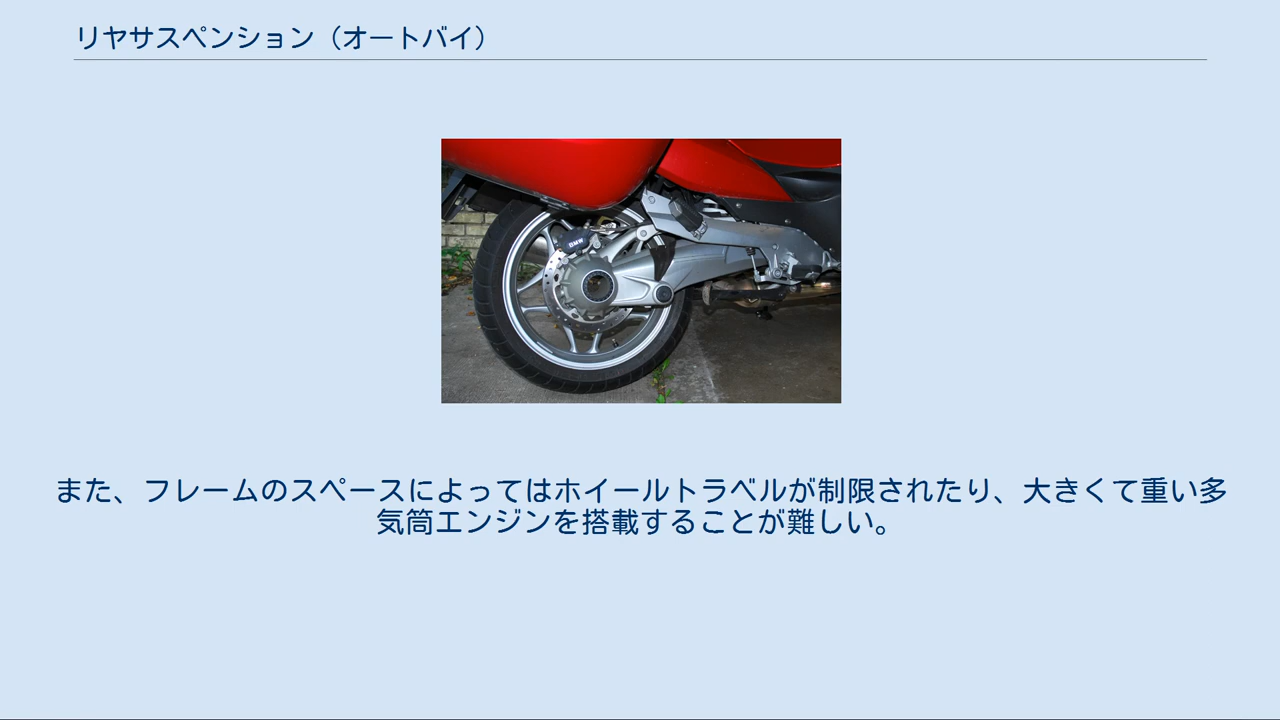 リヤサスペンション（オートバイ）
BMW
また、フレームのスペースによってはホイールトラベルが制限されたり、大きくて重い多
気筒エンジンを搭載することが難しい。